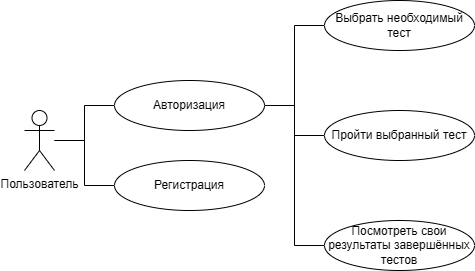 Выбрать необходимый
тест
Авторизация
Пройти выбранный тест
Пользователь
Регистрация
Посмотреть свои
результаты завершённых
тестов